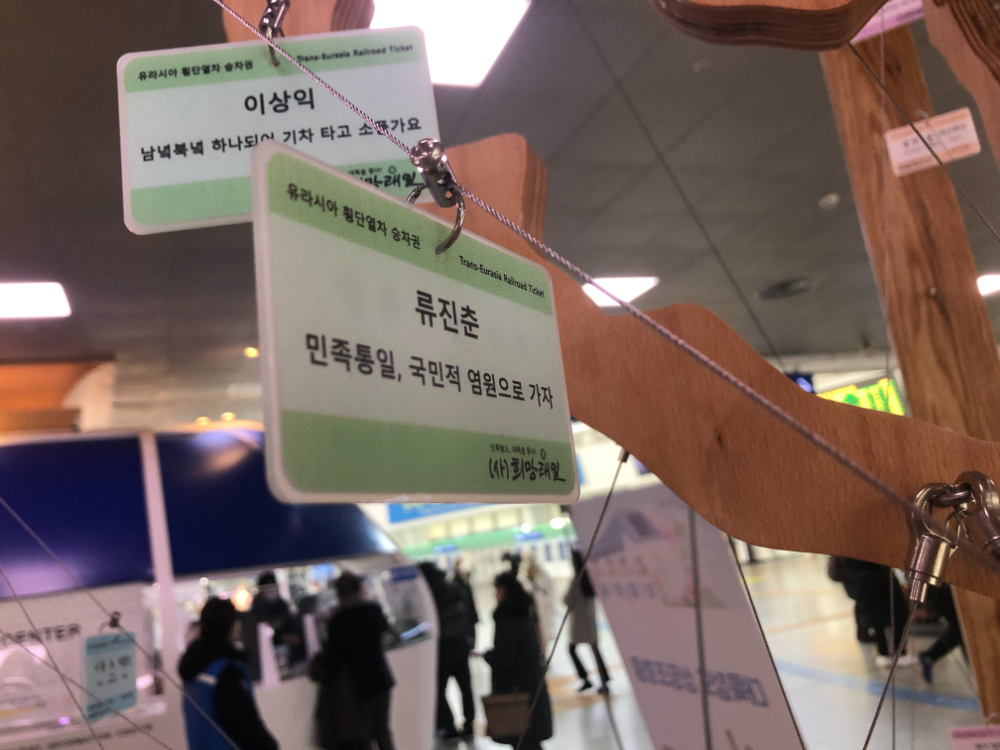 유라시아 횡단열차 승차권
Trans-Eurasia Railroad Ticket
이상익
남녘북녘 하나되어 기차 타고 소풍가요
유라시아 횡단열차 승차권
Trans-Eurasia Railroad Ticket
류진춘
민족통일, 국민적 염원으로 가자
(사)희망래일
CENTER